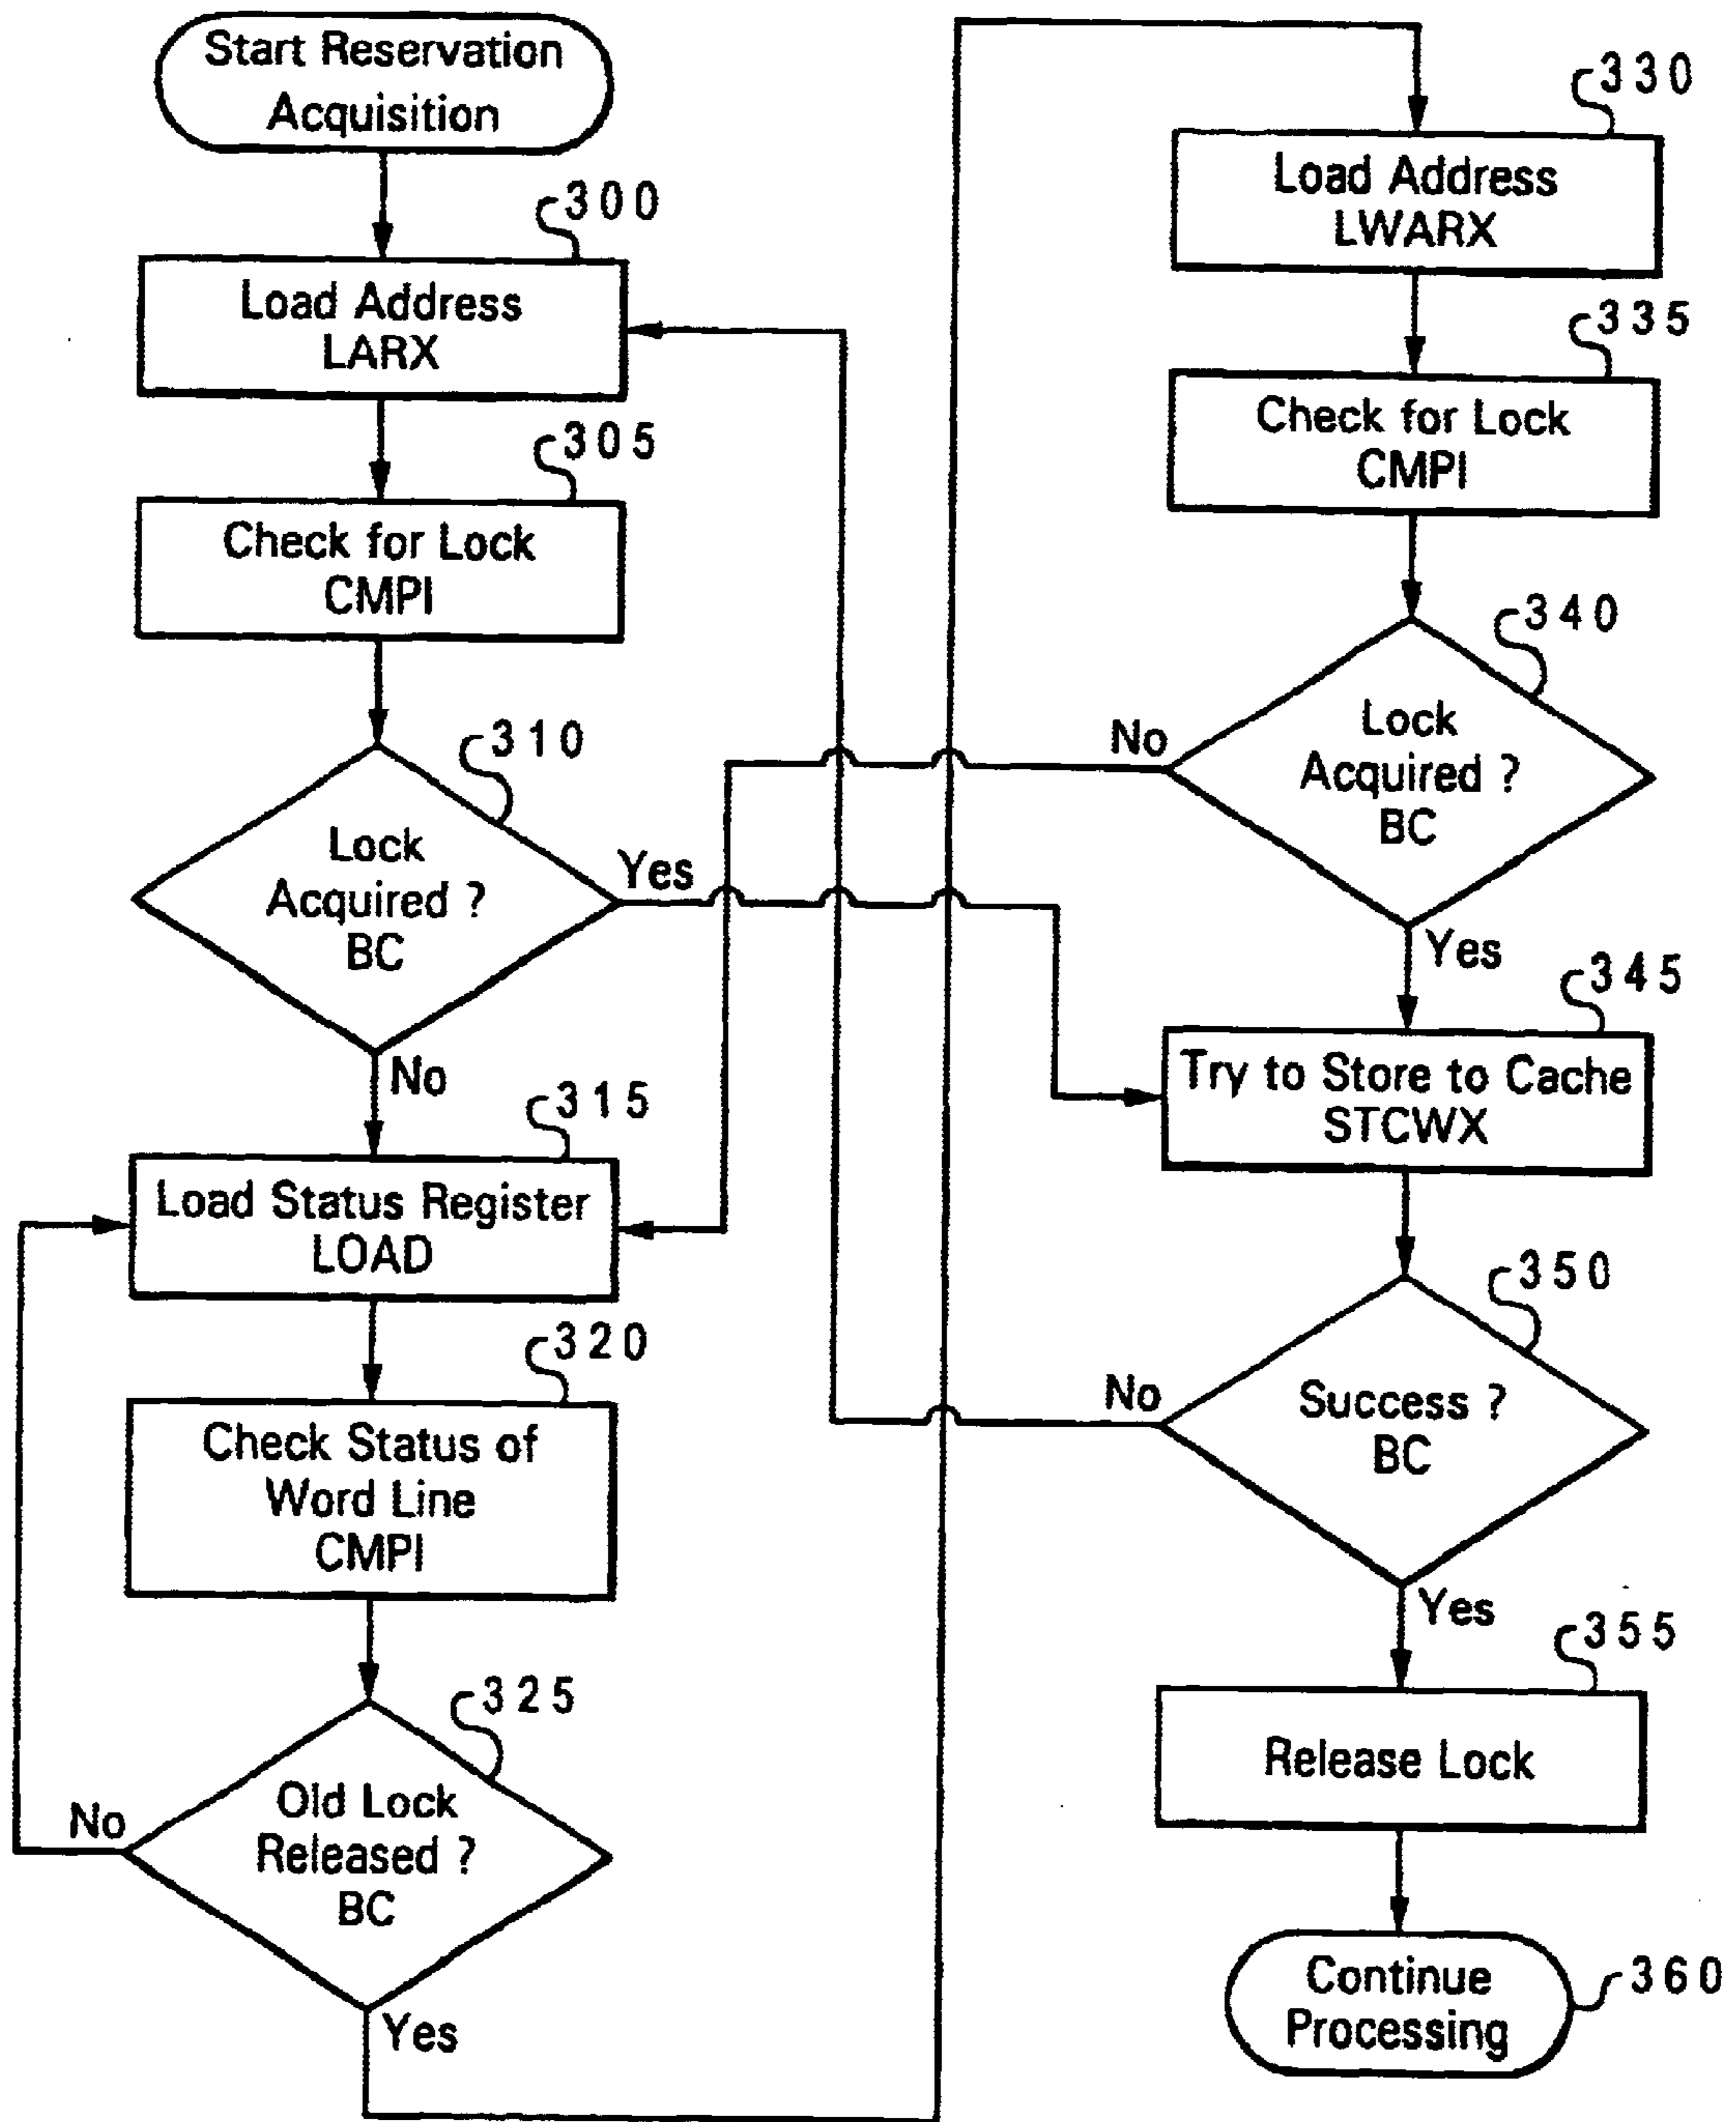 Start Reservation
Acquisition
300
Load Address
LARX
305
Check for Lock
CMPI
310
Lock
Acquired ?
BC
Yes
No
315
Load Status Register
LOAD
320
Check Status of
Word Line
CMPI
325
Old Lock
Released ?
BC
No
Yes
330
Load Address
LWARX
335
Check for Lock
CMPI
340
Lock
Acquired ?
BC
No
Yes
345
Try to Store to Cache
STCWX
350
Success ?
BC
No
Yes
355
Release Lock
Continue
Processing
360